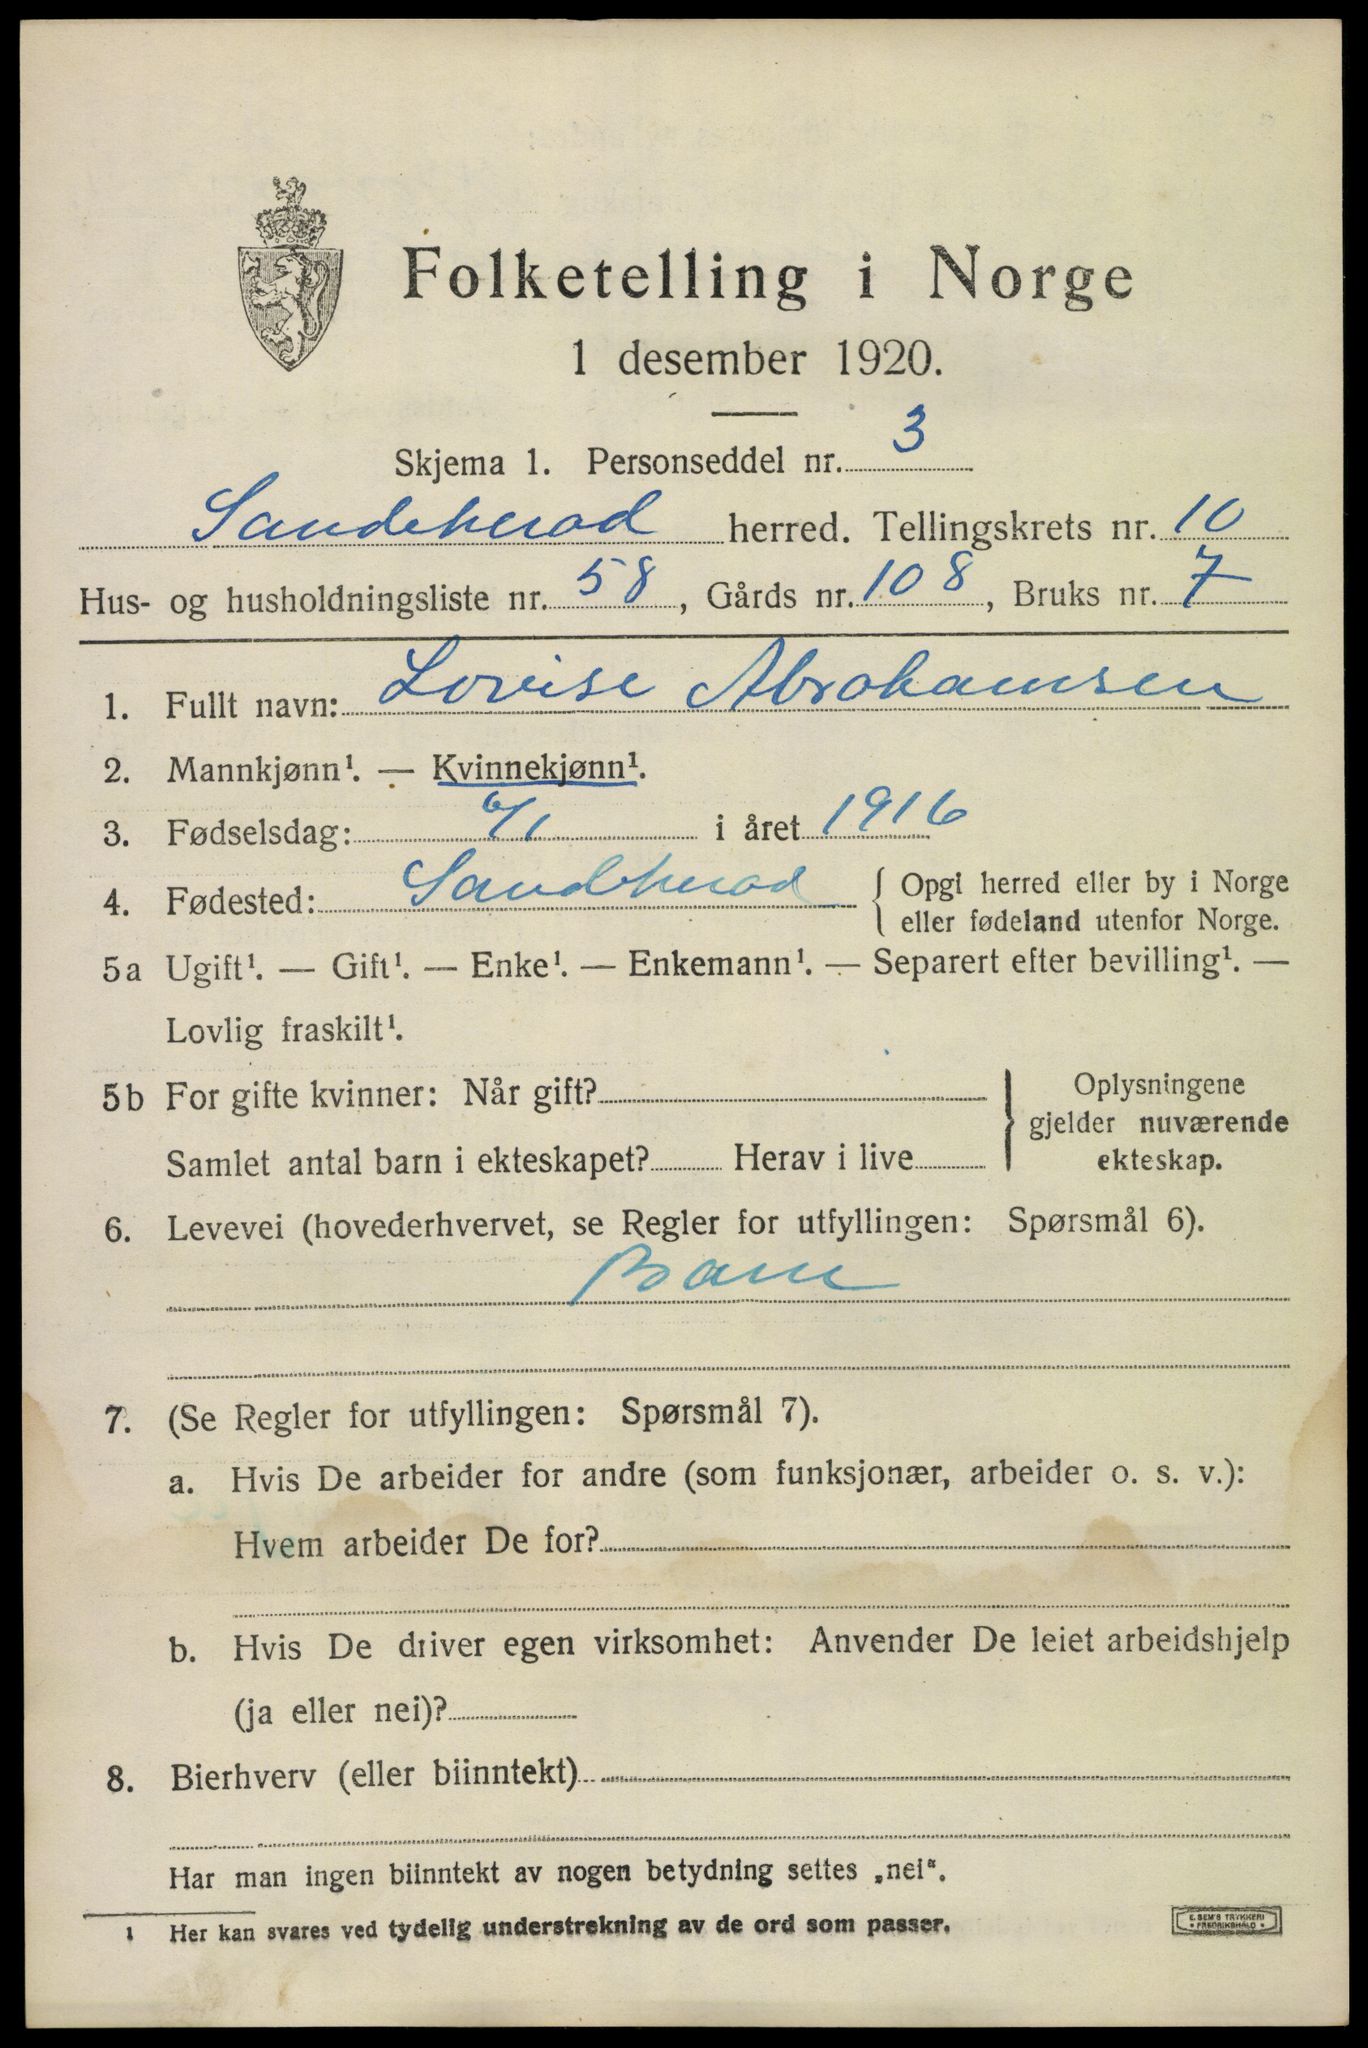 Folketelling i Norge
1 desember 1920.
Skjema 1. Personseddel nr. 3
Sandeherad herred. Tellingskrets nr. 10
Hus- og husholdningsliste nr. 58, Gårds nr. 108, Bruks nr. 7
1. Fullt navn: Lovise Abrahamsen
2. Mannkjønn¹. — Kvinnekjønn¹.
3. Fødselsdag: 6/1 i året 1916
4. Fødested: Sandeherad { Opgi herred eller by i Norge
eller fødeland utenfor Norge.
5a Ugift¹. — Gift¹. — Enke¹. — Enkemann¹. — Separert efter bevilling¹. —
Lovlig fraskilt¹.
5b For gifte kvinner: Når gift?
Samlet antal barn i ekteskapet? Herav i live
} Oplysningene
gjelder nuværende
ekteskap.
6. Levevei (hovederhvervet, se Regler for utfyllingen: Spørsmål 6).
Barn
7. (Se Regler for utfyllingen: Spørsmål 7).
a. Hvis De arbeider for andre (som funksjonær, arbeider o. s. v.):
Hvem arbeider De for?
b. Hvis De driver egen virksomhet: Anvender De leiet arbeidshjelp
(ja eller nei)?
8. Bierhverv (eller biinntekt)
Har man ingen biinntekt av nogen betydning settes „nei“.
1 Her kan svares ved tydelig understrekning av de ord som passer.
E. SEM'S TRYKKERI
• FREDRIKSHALD •